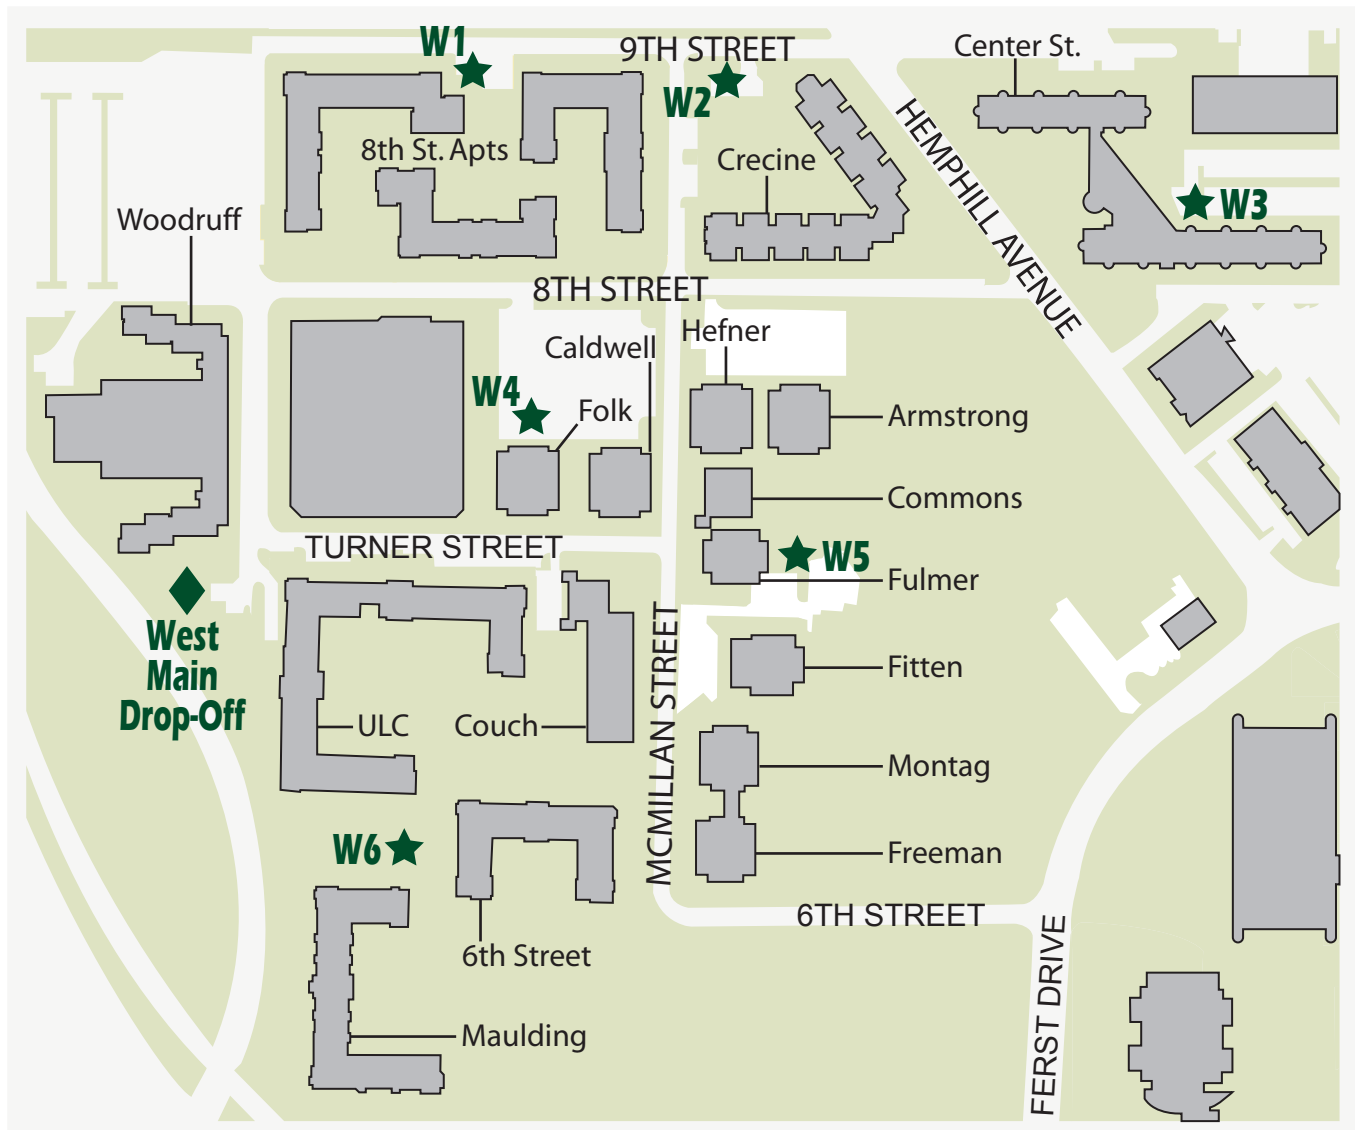 W1
9TH STREET
Center St.
W2
HEMPHILL AVENUE
8th St. Apts
Crecine
W3
Woodruff
8TH STREET
Hefner
Caldwell
W4
Folk
Armstrong
Commons
TURNER STREET
W5
Fulmer
West
Main
Drop-Off
MCMILLAN STREET
Fitten
ULC
Couch
Montag
W6
Freeman
6TH STREET
6th Street
FERST DRIVE
Maulding